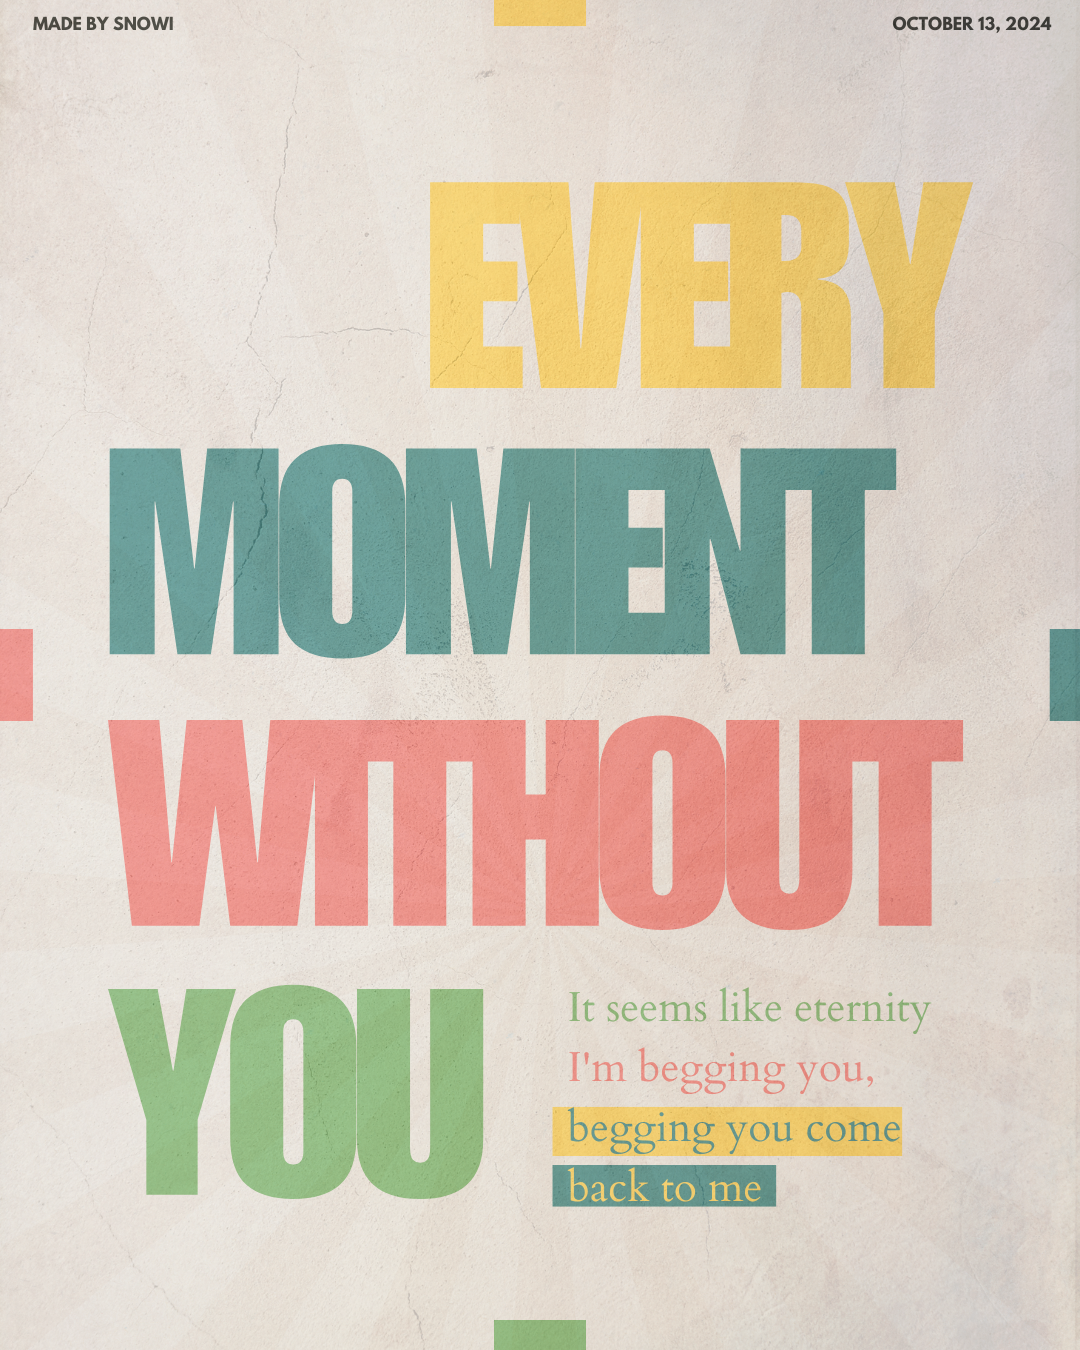 MADE BY SNOWI
OCTOBER 13, 2024
EVERY
MOMENT
WITHOUT
YOU
It seems like eternity
I'm begging you,
begging you come
back to me